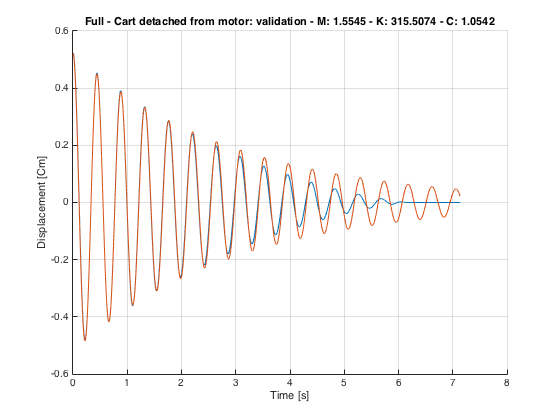 Full - Cart detached from motor: validation - M: 1.5545 - K: 315.5074 - C: 1.0542
0.6
0.4
0.2
0
-0.2
-0.4
-0.6
Displacement [Cm]
0 1 2 3 4 5 6 7 8
Time [s]